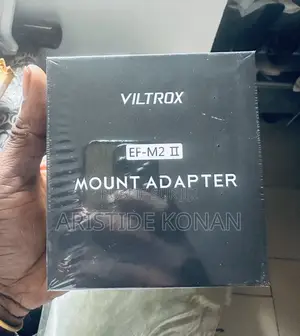 VILTROX
EF-M2 II
MOUNT ADAPTER
ARISTIDE KONAN